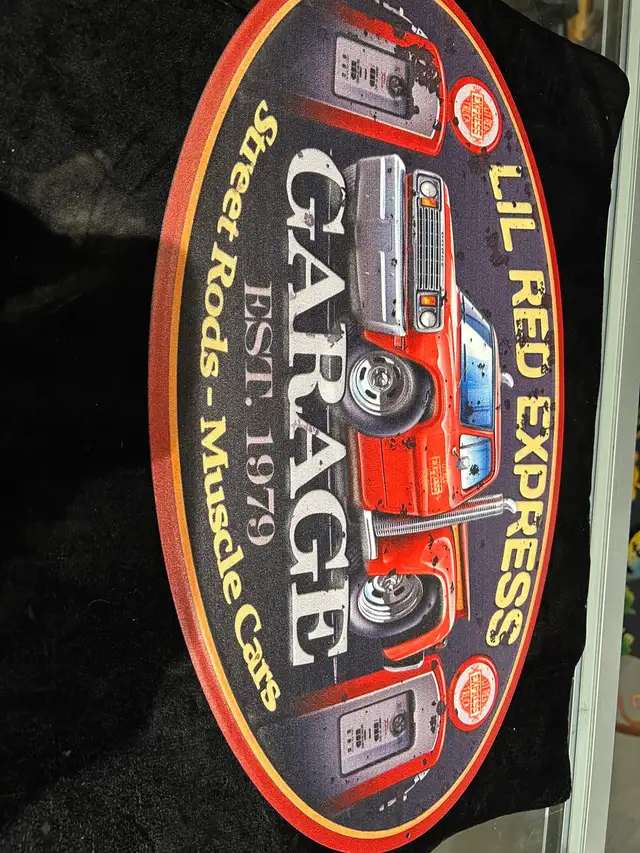 LIL RED EXPRESS
GARAGE
EST. 1979
Street Rods - Muscle Cars